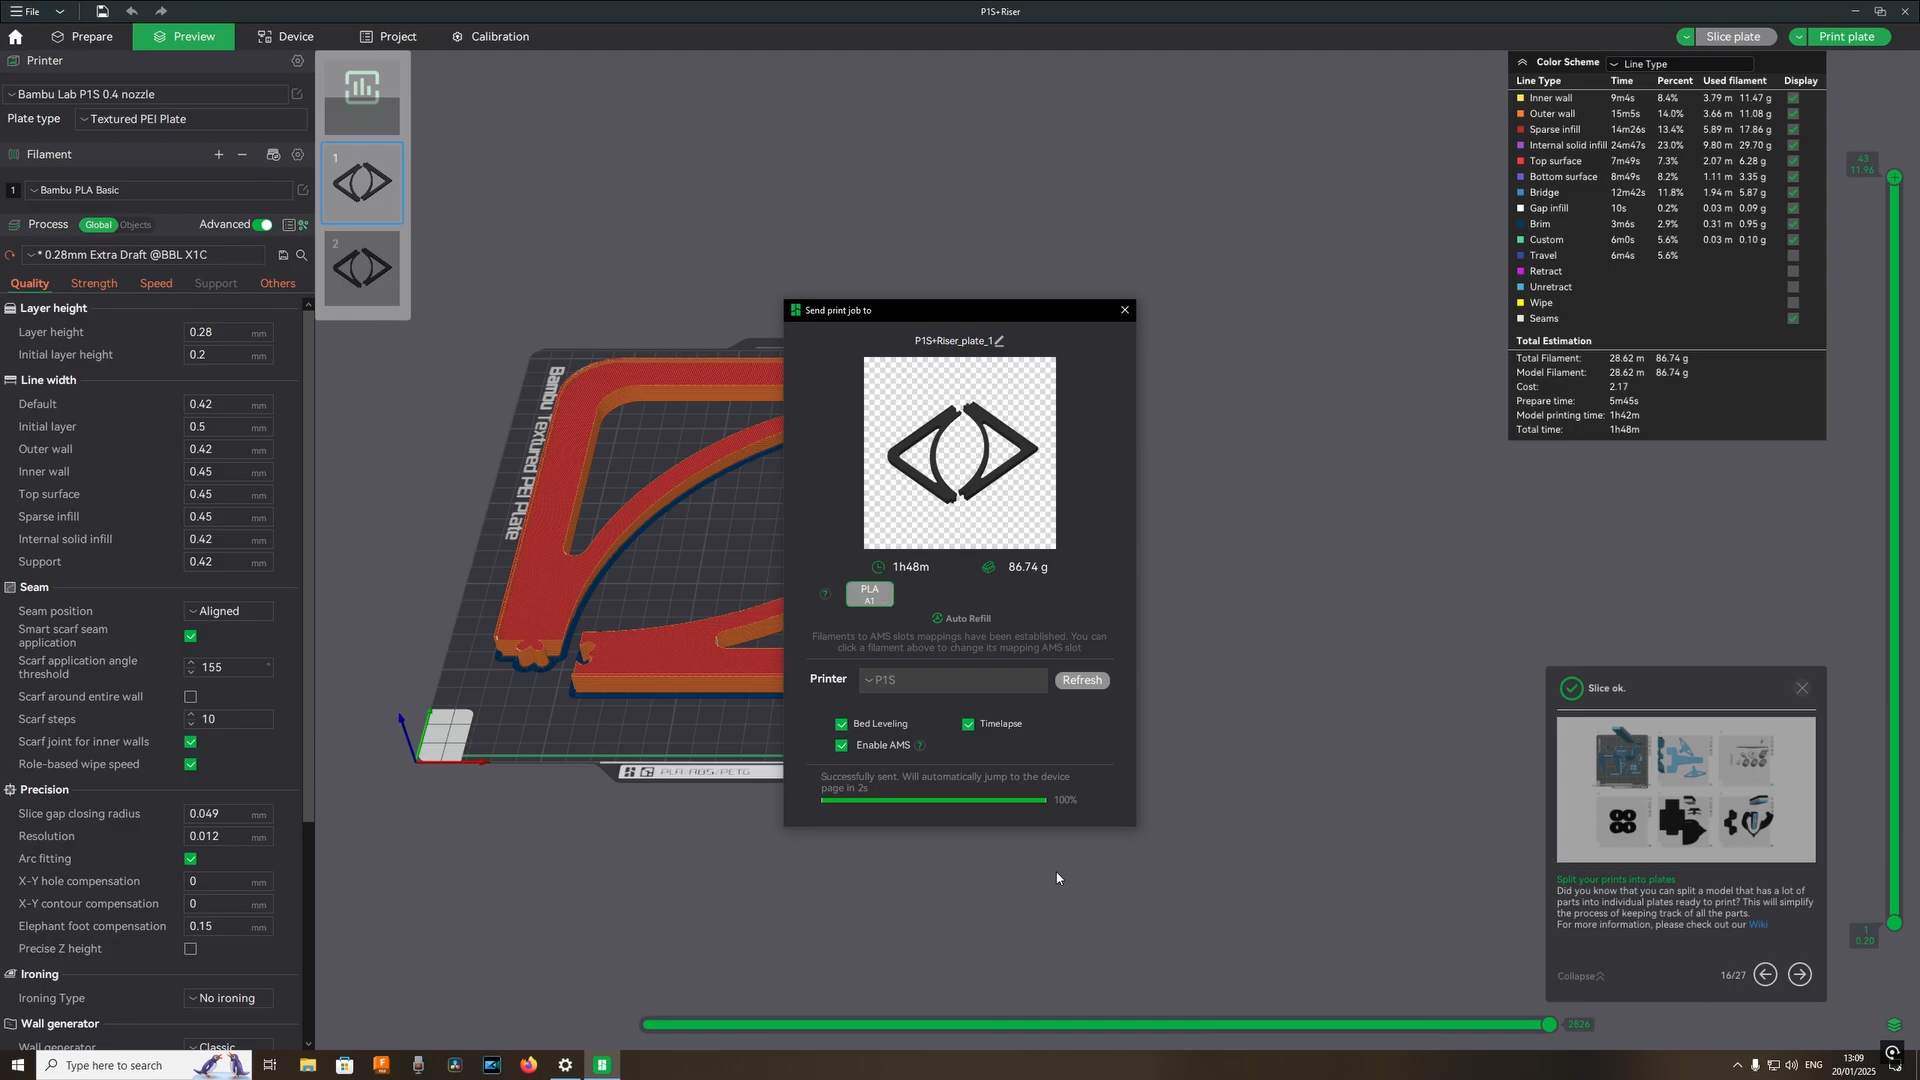 File
P1S+Riser
Prepare
Preview
Device
Project
Calibration
Slice plate
Print plate
Printer
Bambu Lab P1S 0.4 nozzle
Plate type
Textured PEI Plate
Filament
1
Bambu PLA Basic
Process
Global
Objects
Advanced
* 0.28mm Extra Draft @BBL X1C
Quality
Strength
Speed
Support
Others
Layer height
Layer height 0.28 mm
Initial layer height 0.2 mm
Line width
Default 0.42 mm
Initial layer 0.5 mm
Outer wall 0.42 mm
Inner wall 0.45 mm
Top surface 0.45 mm
Sparse infill 0.45 mm
Internal solid infill 0.42 mm
Support 0.42 mm
Seam
Seam position Aligned
Smart scarf seam
application
Scarf application angle
threshold
155 °
Scarf around entire wall
Scarf steps 10
Scarf joint for inner walls
Role-based wipe speed
Precision
Slice gap closing radius 0.049 mm
Resolution 0.012 mm
Arc fitting
X-Y hole compensation 0 mm
X-Y contour compensation 0 mm
Elephant foot compensation 0.15 mm
Precise Z height
Ironing
Ironing Type No ironing
Wall generator
Wall generator Classic
1
2
Bambu Textured PEI Plate
PLA/ABS/PETG
Send print job to
P1S+Riser_plate_1
1h48m
86.74 g
?
PLA
A1
Auto Refill
Filaments to AMS slots mappings have been established. You can
click a filament above to change its mapping AMS slot
Printer P1S
Refresh
Bed Leveling
Timelapse
Enable AMS ?
Successfully sent. Will automatically jump to the device
page in 2s
100%
Color Scheme Line Type
Line Type Time Percent Used filament Display
Inner wall 9m4s 8.4% 3.79 m 11.47 g
Outer wall 15m5s 14.0% 3.66 m 11.08 g
Sparse infill 14m26s 13.4% 5.89 m 17.86 g
Internal solid infill 24m47s 23.0% 9.80 m 29.70 g
Top surface 7m49s 7.3% 2.07 m 6.28 g
Bottom surface 8m49s 8.2% 1.11 m 3.35 g
Bridge 12m42s 11.8% 1.94 m 5.87 g
Gap infill 10s 0.2% 0.03 m 0.09 g
Brim 3m6s 2.9% 0.31 m 0.95 g
Custom 6m0s 5.6% 0.03 m 0.10 g
Travel 6m4s 5.6%
Retract
Unretract
Wipe
Seams
Total Estimation
Total Filament: 28.62 m 86.74 g
Model Filament: 28.62 m 86.74 g
Cost: 2.17
Prepare time: 5m45s
Model printing time: 1h42m
Total time: 1h48m
43
11.96
1
0.20
Slice ok.
Split your prints into plates
Did you know that you can split a model that has a lot of
parts into individual plates ready to print? This will simplify
the process of keeping track of all the parts.
For more information, please check out our Wiki
Collapse
16/27
2826
Type here to search
ENG
13:09
20/01/2025